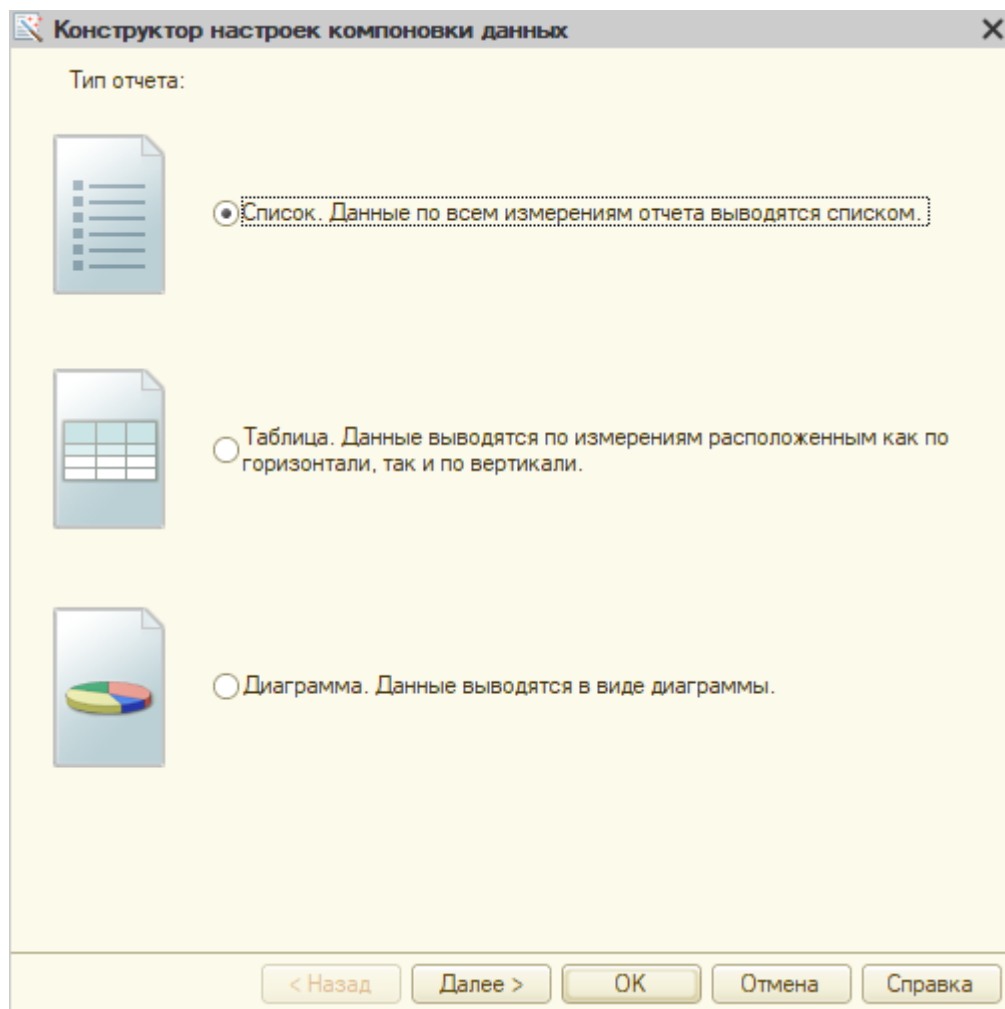 Конструктор настроек компоновки данных
Тип отчета:
Список. Данные по всем измерениям отчета выводятся списком.
Таблица. Данные выводятся по измерениям расположенным как по
горизонтали, так и по вертикали.
Диаграмма. Данные выводятся в виде диаграммы.
< Назад Далее > ОК Отмена Справка